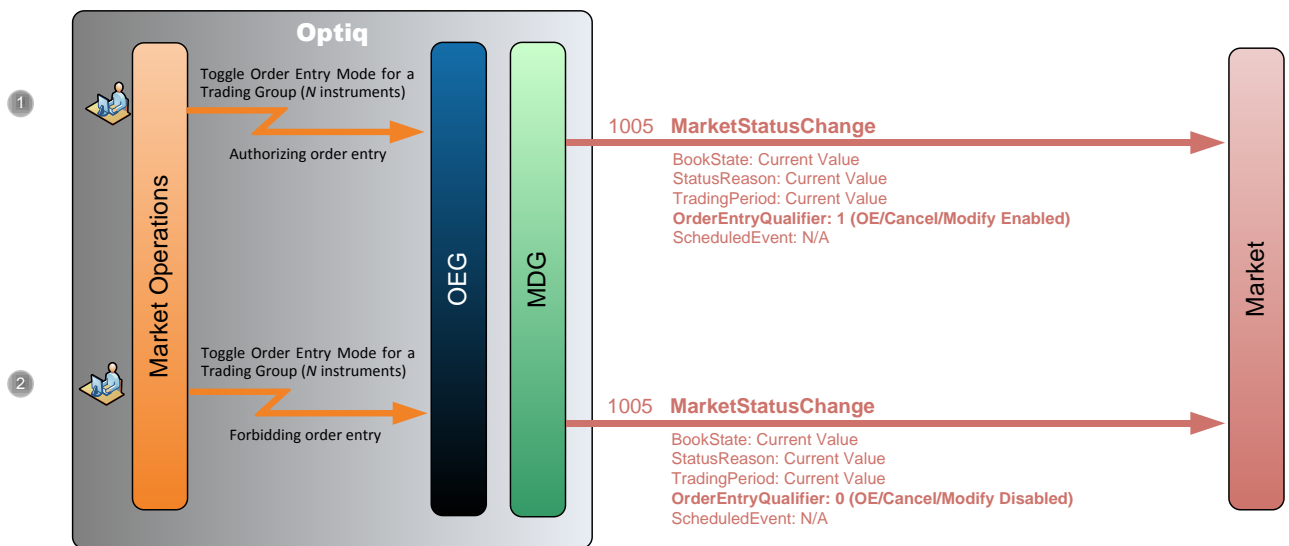 Optiq
1
Toggle Order Entry Mode for a
Trading Group (N instruments)
Authorizing order entry
Market Operations
OEG
MDG
1005 MarketStatusChange
BookState: Current Value
StatusReason: Current Value
TradingPeriod: Current Value
OrderEntryQualifier: 1 (OE/Cancel/Modify Enabled)
ScheduledEvent: N/A
Market
2
Toggle Order Entry Mode for a
Trading Group (N instruments)
Forbidding order entry
1005 MarketStatusChange
BookState: Current Value
StatusReason: Current Value
TradingPeriod: Current Value
OrderEntryQualifier: 0 (OE/Cancel/Modify Disabled)
ScheduledEvent: N/A